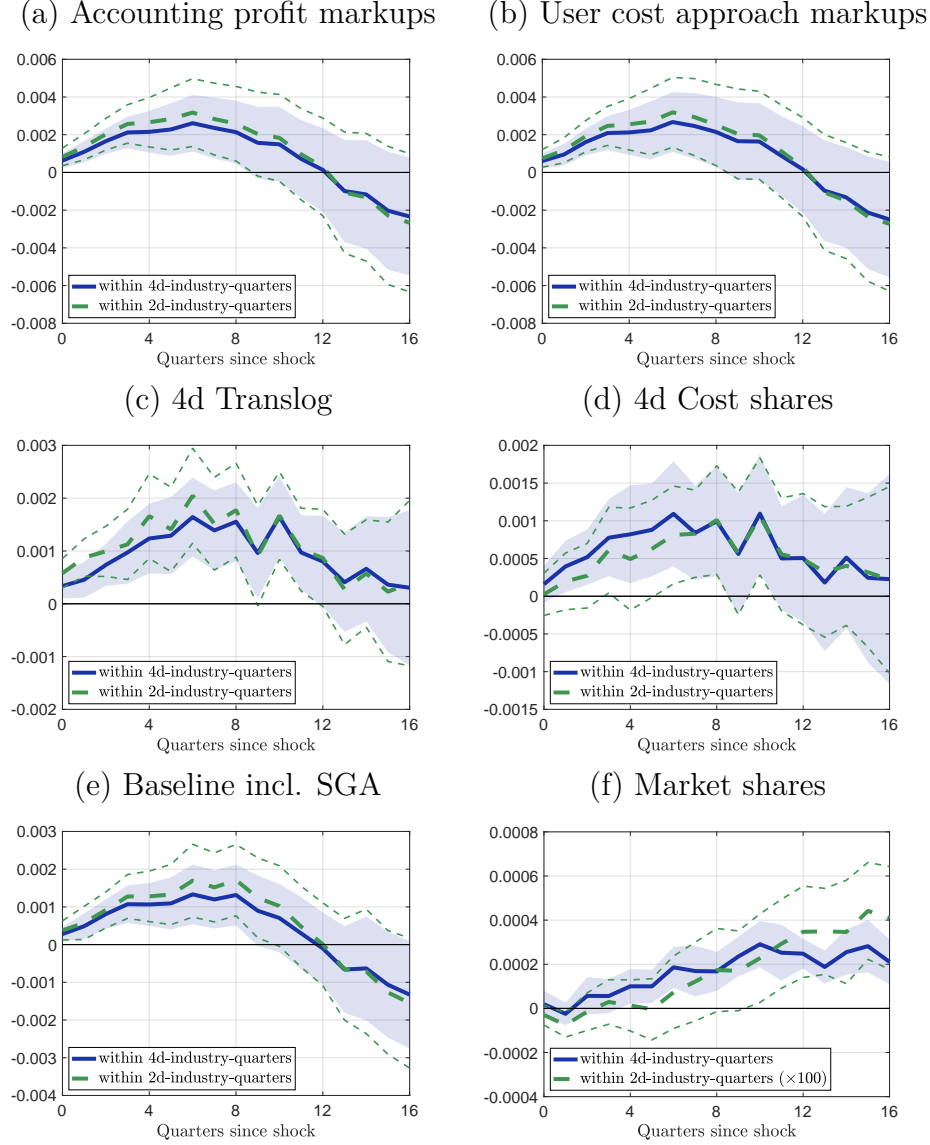 (a) Accounting profit markups
(b) User cost approach markups
0.006
0.004
0.002
0
-0.002
-0.004
-0.006
-0.008
within 4d-industry-quarters
within 2d-industry-quarters
0 4 8 12 16
Quarters since shock
0.006
0.004
0.002
0
-0.002
-0.004
-0.006
-0.008
within 4d-industry-quarters
within 2d-industry-quarters
0 4 8 12 16
Quarters since shock
(c) 4d Translog
(d) 4d Cost shares
0.003
0.002
0.001
0
-0.001
-0.002
within 4d-industry-quarters
within 2d-industry-quarters
0 4 8 12 16
Quarters since shock
0.002
0.0015
0.001
0.0005
0
-0.0005
-0.001
-0.0015
within 4d-industry-quarters
within 2d-industry-quarters
0 4 8 12 16
Quarters since shock
(e) Baseline incl. SGA
(f) Market shares
0.003
0.002
0.001
0
-0.001
-0.002
-0.003
-0.004
within 4d-industry-quarters
within 2d-industry-quarters
0 4 8 12 16
Quarters since shock
0.0008
0.0006
0.0004
0.0002
0
-0.0002
-0.0004
within 4d-industry-quarters
within 2d-industry-quarters (×100)
0 4 8 12 16
Quarters since shock